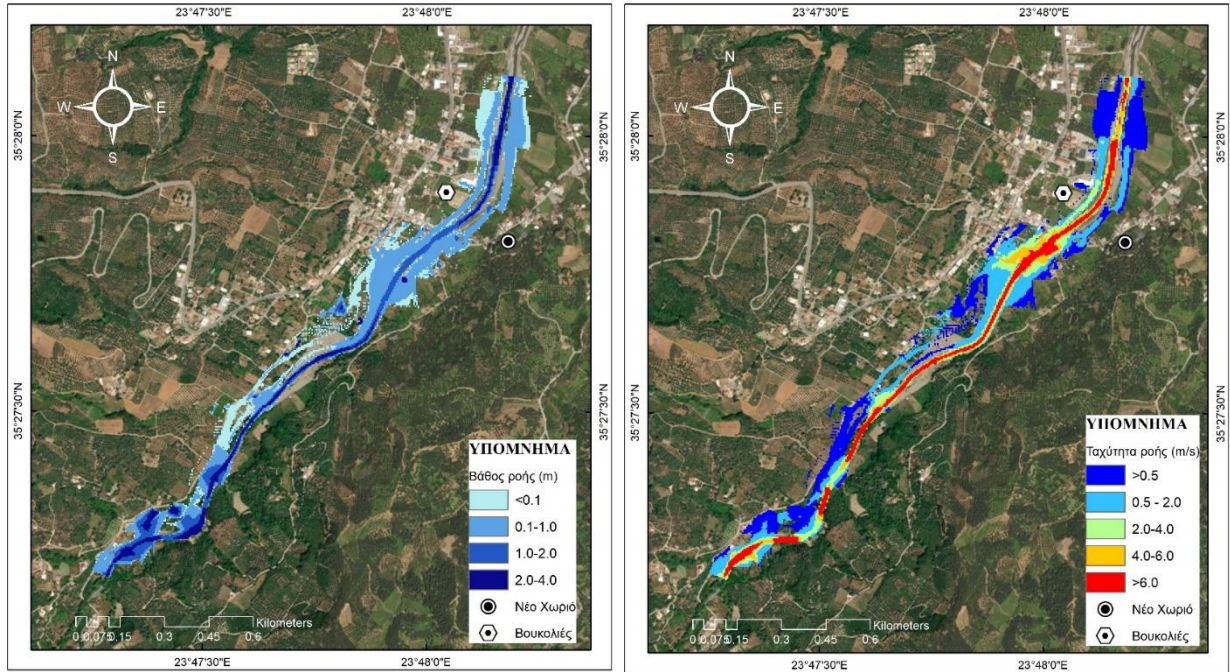 23°47'30"E 23°48'0"E
N
W E
S
35°28'0"N
35°28'0"N
35°27'30"N
35°27'30"N
ΥΠΟΜΝΗΜΑ
Βάθος ροής (m)
<0.1
0.1-1.0
1.0-2.0
2.0-4.0
Νέο Χωριό
Βουκολιές
Kilometers
0 0.075 0.15 0.3 0.45 0.6
23°47'30"E 23°48'0"E
23°47'30"E 23°48'0"E
N
W E
S
35°28'0"N
35°28'0"N
35°27'30"N
35°27'30"N
ΥΠΟΜΝΗΜΑ
Ταχύτητα ροής (m/s)
>0.5
0.5 - 2.0
2.0-4.0
4.0-6.0
>6.0
Νέο Χωριό
Βουκολιές
Kilometers
0 0.075 0.15 0.3 0.45 0.6
23°47'30"E 23°48'0"E